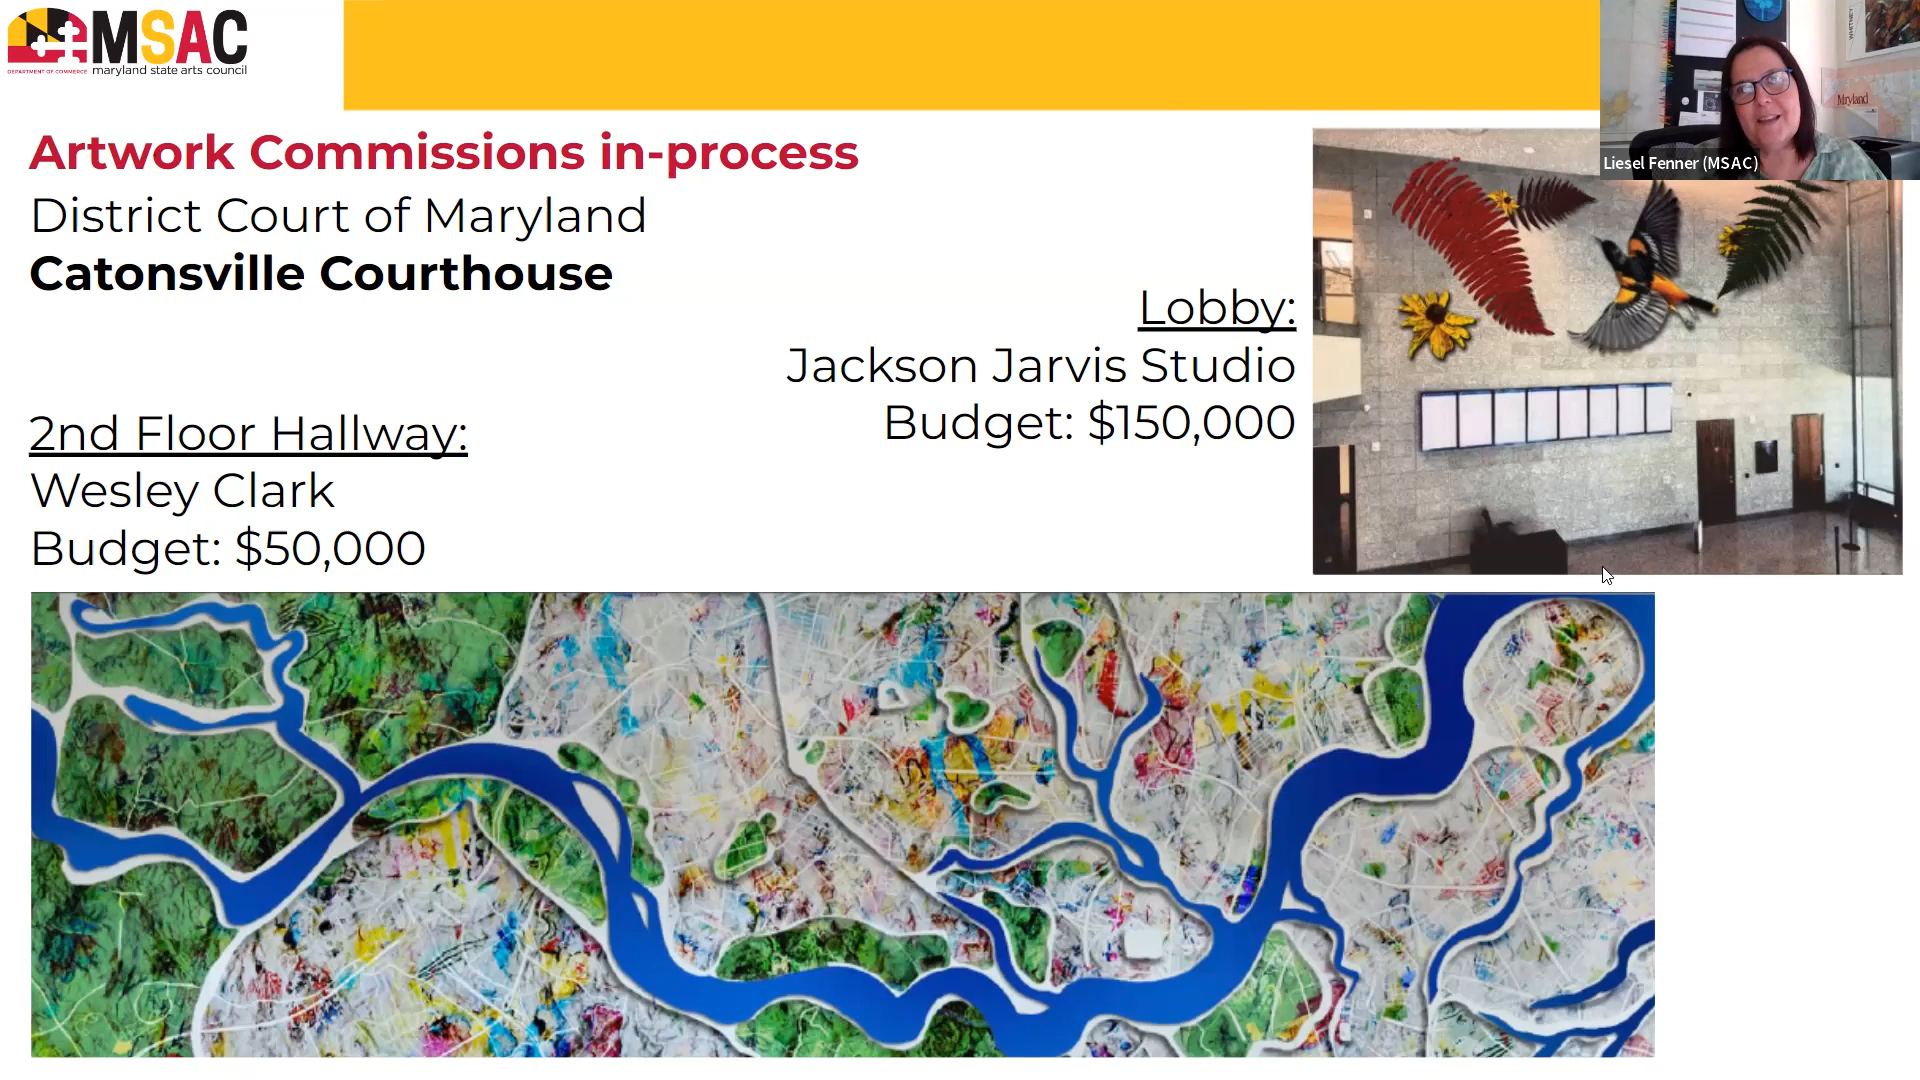 MSAC
DEPARTMENT OF COMMERCE
maryland state arts council
Artwork Commissions in-process
District Court of Maryland
Catonsville Courthouse
Lobby:
Jackson Jarvis Studio
Budget: $150,000
2nd Floor Hallway:
Wesley Clark
Budget: $50,000
Liesel Fenner (MSAC)
WHITNEY
Maryland